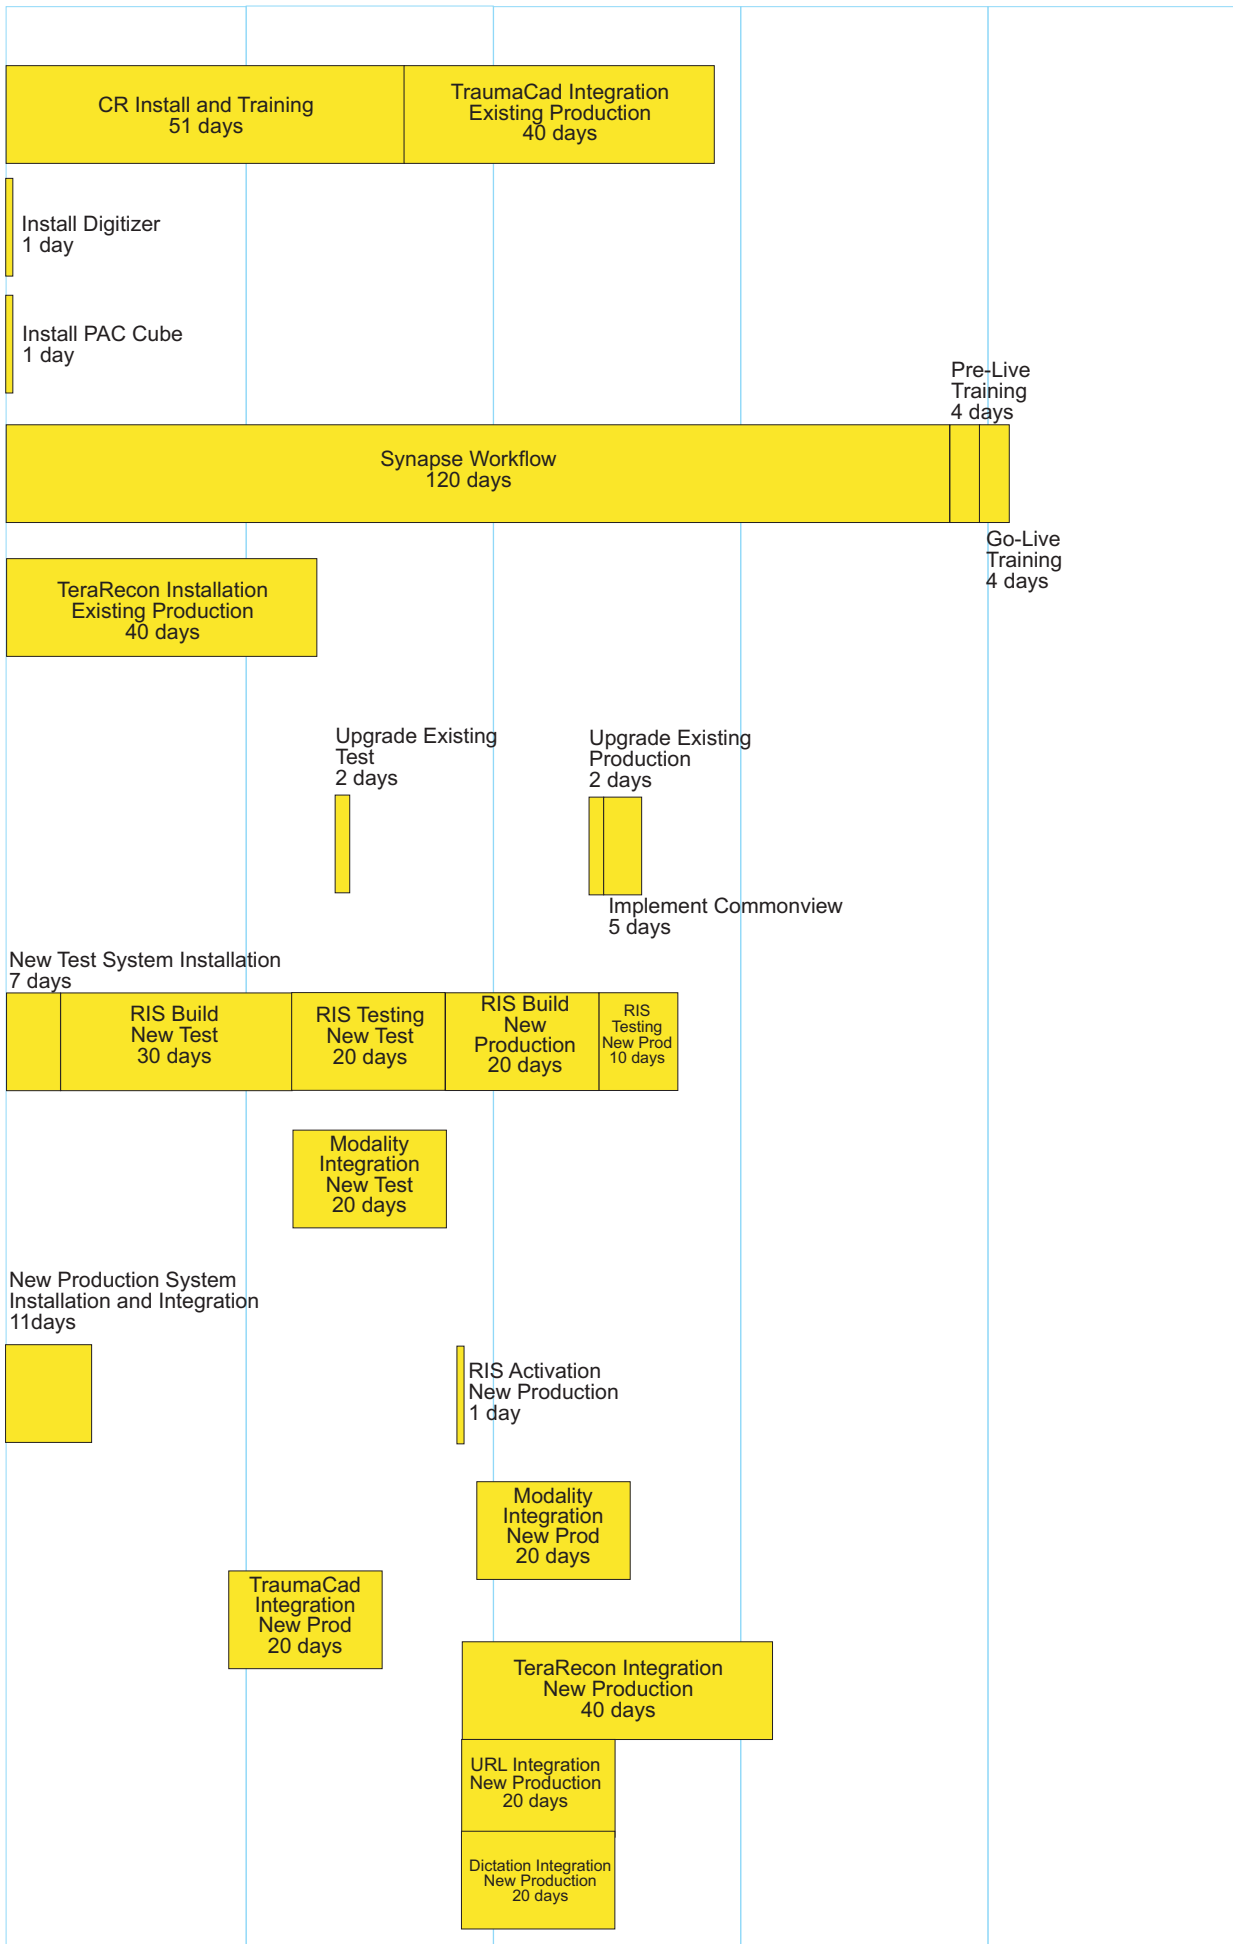 CR Install and Training
51 days
TraumaCad Integration
Existing Production
40 days
Install Digitizer
1 day
Install PAC Cube
1 day
Pre-Live
Training
4 days
Synapse Workflow
120 days
Go-Live
Training
4 days
TeraRecon Installation
Existing Production
40 days
Upgrade Existing
Test
2 days
Upgrade Existing
Production
2 days
Implement Commonview
5 days
New Test System Installation
7 days
RIS Build
New Test
30 days
RIS Testing
New Test
20 days
RIS Build
New
Production
20 days
RIS
Testing
New Prod
10 days
Modality
Integration
New Test
20 days
New Production System
Installation and Integration
11days
RIS Activation
New Production
1 day
Modality
Integration
New Prod
20 days
TraumaCad
Integration
New Prod
20 days
TeraRecon Integration
New Production
40 days
URL Integration
New Production
20 days
Dictation Integration
New Production
20 days